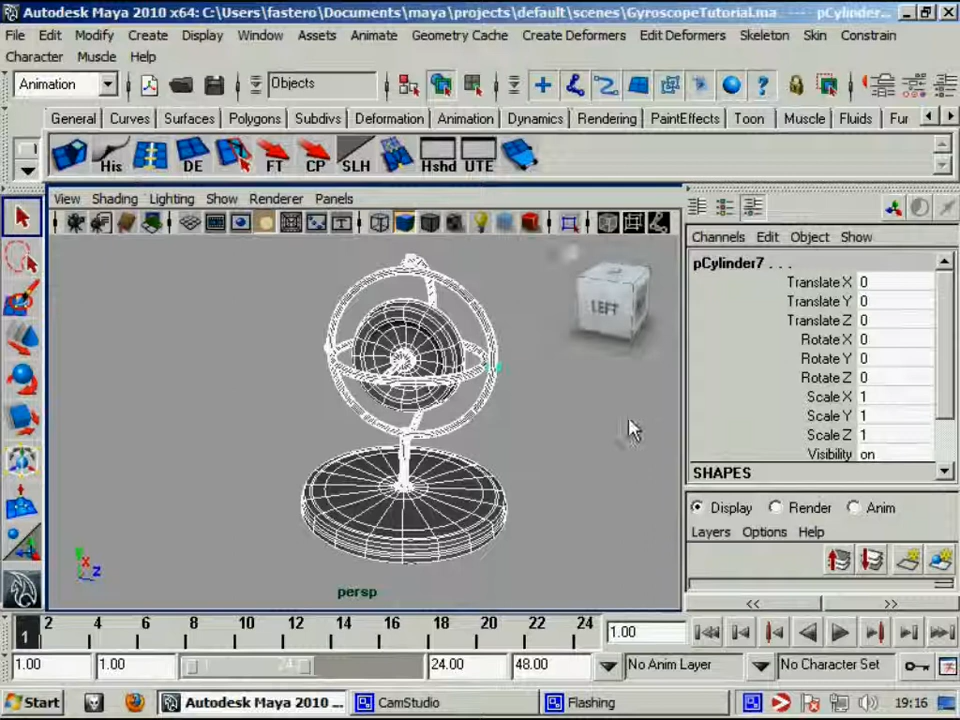 Autodesk Maya 2010 x64: C:\Users\fastero\Documents\maya\projects\default\scenes\GyroscopeTutorial.ma ---- pCylinder...
File Edit Modify Create Display Window Assets Animate Geometry Cache Create Deformers Edit Deformers Skeleton Skin Constrain
Character Muscle Help
Animation Objects
General Curves Surfaces Polygons Subdivs Deformation Animation Dynamics Rendering PaintEffects Toon Muscle Fluids Fur
His DE FT CP SLH Hshd UTE
View Shading Lighting Show Renderer Panels
Channels Edit Object Show
pCylinder7 . . .
Translate X 0
Translate Y 0
Translate Z 0
Rotate X 0
Rotate Y 0
Rotate Z 0
Scale X 1
Scale Y 1
Scale Z 1
Visibility on
SHAPES
LEFT
Display Render Anim
Layers Options Help
y x z
persp
<< >>
1 2 4 6 8 10 12 14 16 18 20 22 24 1.00
1.00 1.00 24 24.00 48.00 No Anim Layer No Character Set
Start Autodesk Maya 2010 ... CamStudio Flashing 19:16